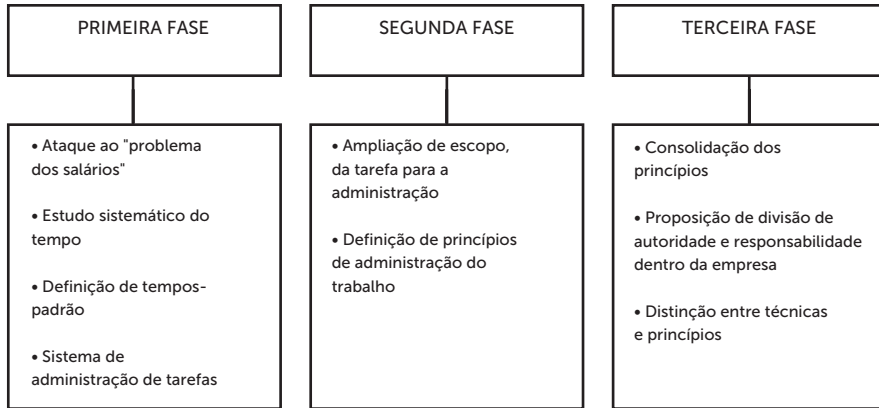 PRIMEIRA FASE
• Ataque ao "problema
dos salários"
• Estudo sistemático do
tempo
• Definição de tempos-
padrão
• Sistema de
administração de tarefas
SEGUNDA FASE
• Ampliação de escopo,
da tarefa para a
administração
• Definição de princípios
de administração do
trabalho
TERCEIRA FASE
• Consolidação dos
princípios
• Proposição de divisão de
autoridade e responsabilidade
dentro da empresa
• Distinção entre técnicas
e princípios